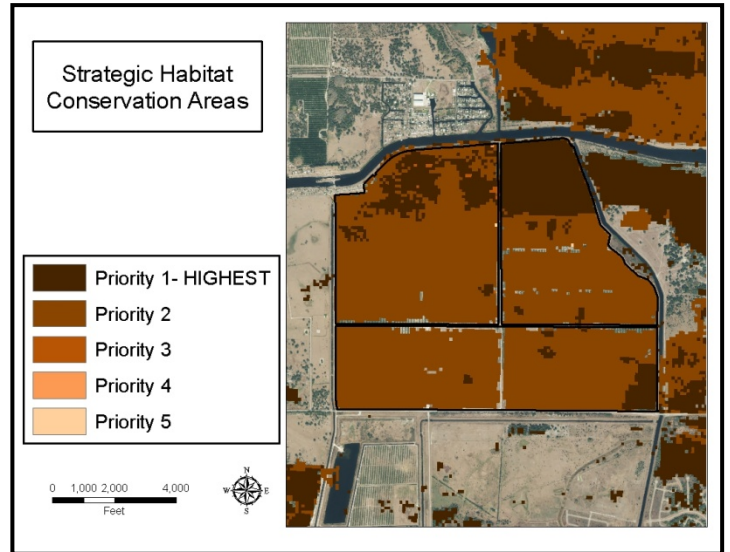 Strategic Habitat
Conservation Areas
Priority 1- HIGHEST
Priority 2
Priority 3
Priority 4
Priority 5
0 1,000 2,000 4,000
Feet
N
W E
S